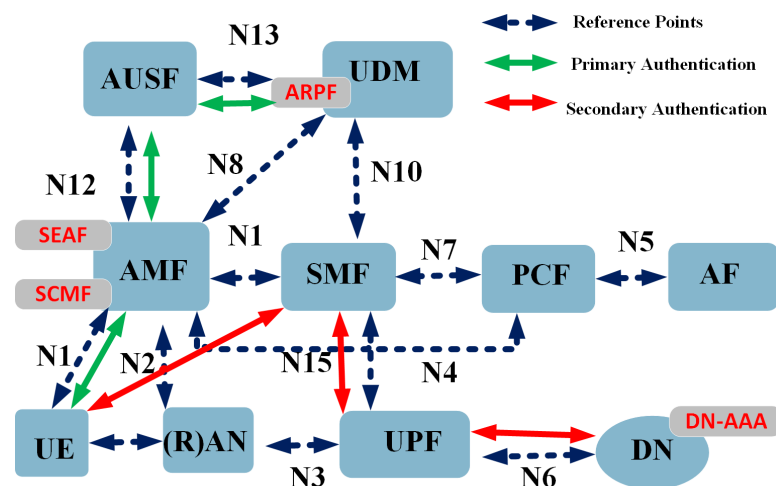 N13
Reference Points
AUSF
UDM
ARPF
Primary Authentication
Secondary Authentication
N8
N10
N12
SEAF
N1
N7
N5
AMF
SMF
PCF
AF
SCMF
N1
N2
N15
N4
DN-AAA
UE
(R)AN
UPF
DN
N3
N6